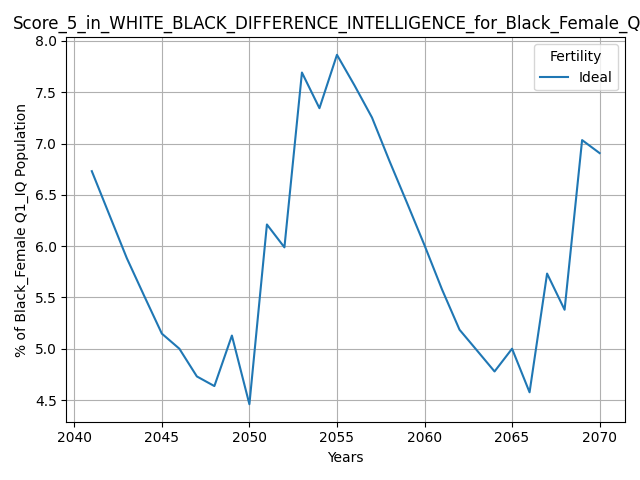 Score_5_in_WHITE_BLACK_DIFFERENCE_INTELLIGENCE_for_Black_Female_Q
Fertility
Ideal
% of Black_Female Q1_IQ Population
8.0
7.5
7.0
6.5
6.0
5.5
5.0
4.5
2040 2045 2050 2055 2060 2065 2070
Years